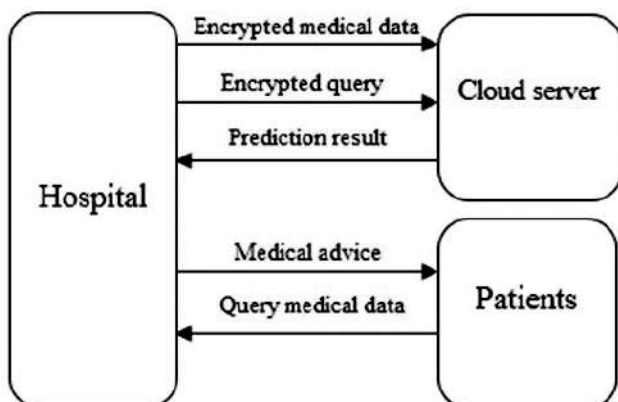 Encrypted medical data
Encrypted query
Cloud server
Prediction result
Hospital
Medical advice
Patients
Query medical data